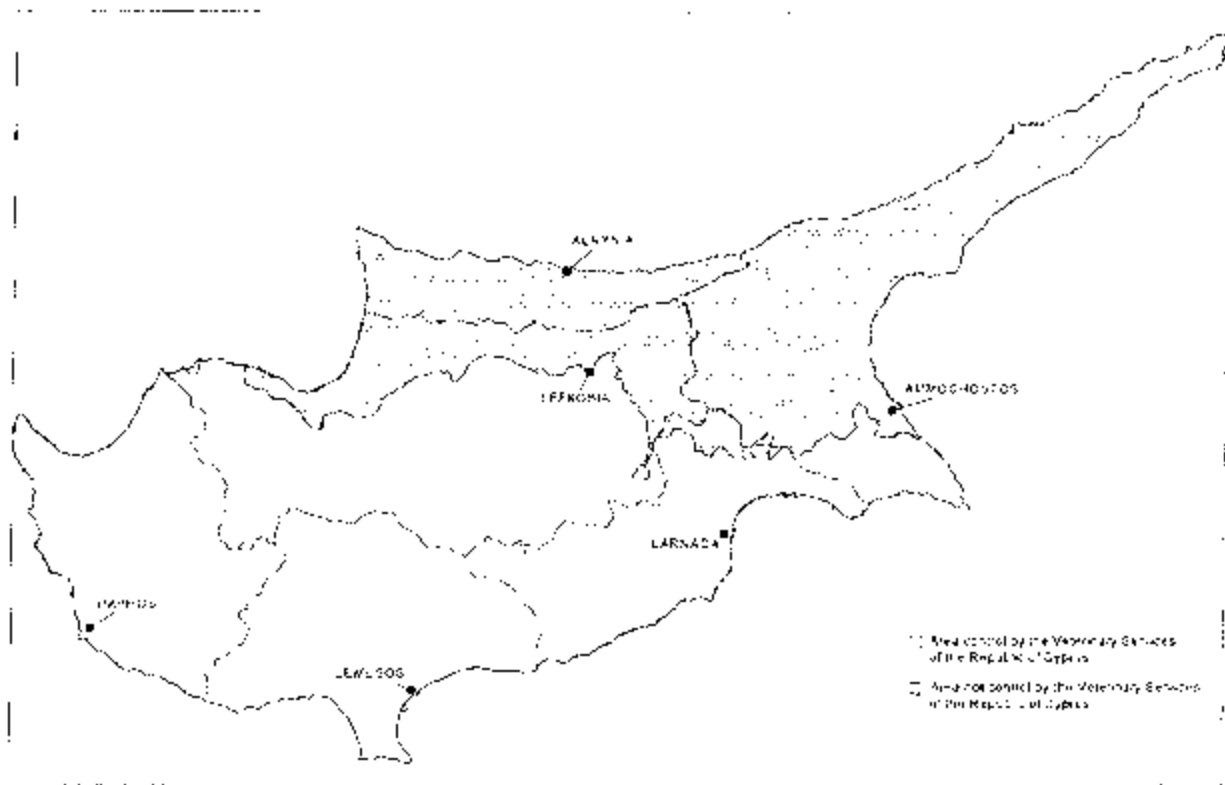 KERYNIA
LEFKOSIA
AMMOCHOSTOS
LARNACA
PAPHOS
LEMESOS
Area control by the Veterinary Services
of the Republic of Cyprus
Area not control by the Veterinary Services
of the Republic of Cyprus